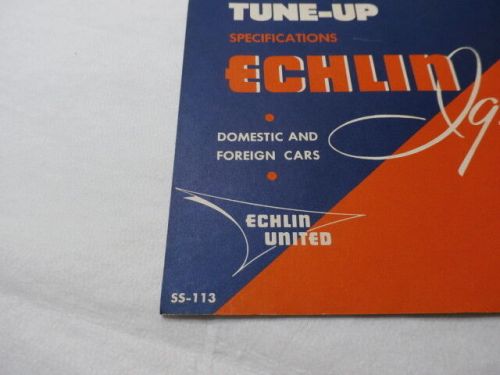 TUNE-UP
SPECIFICATIONS
ECHLIN
DOMESTIC AND
FOREIGN CARS
ECHLIN
UNITED
SS-113